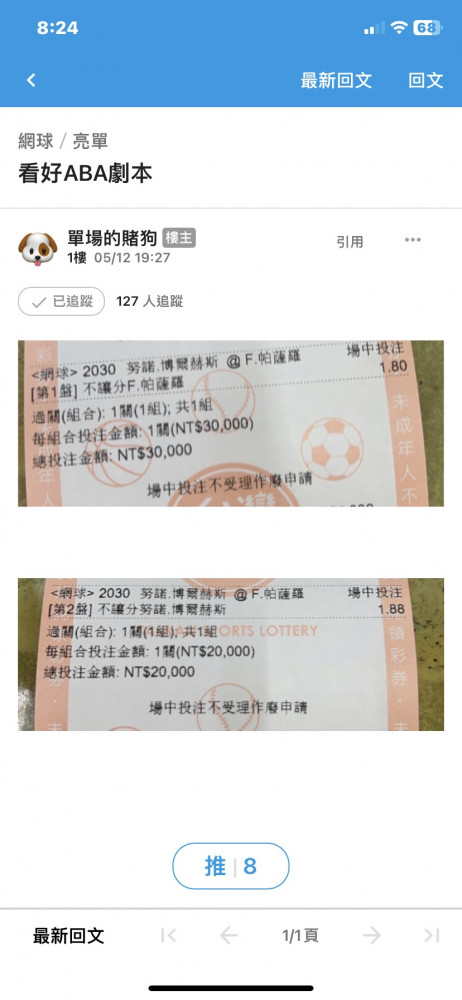 8:24
68
最新回文
回文
網球 / 亮單
看好ABA劇本
單場的賭狗 樓主
引用
1樓 05/12 19:27
已追蹤
127 人追蹤
場中投注
<網球> 2030 努諾.博爾赫斯 @ F.帕薩羅
1.80
[第1盤] 不讓分F.帕薩羅
過關(組合): 1關(1組); 共1組
每組合投注金額: 1關(NT$30,000)
總投注金額: NT$30,000
場中投注不受理作廢申請
未成年人不
<網球> 2030 努諾.博爾赫斯 @ F.帕薩羅
場中投注
[第2盤] 不讓分努諾.博爾赫斯
1.88
過關(組合): 1關(1組); 共1組
SPORTS LOTTERY
每組合投注金額: 1關(NT$20,000)
總投注金額: NT$20,000
場中投注不受理作廢申請
領彩券.未
推 | 8
最新回文
1/1頁